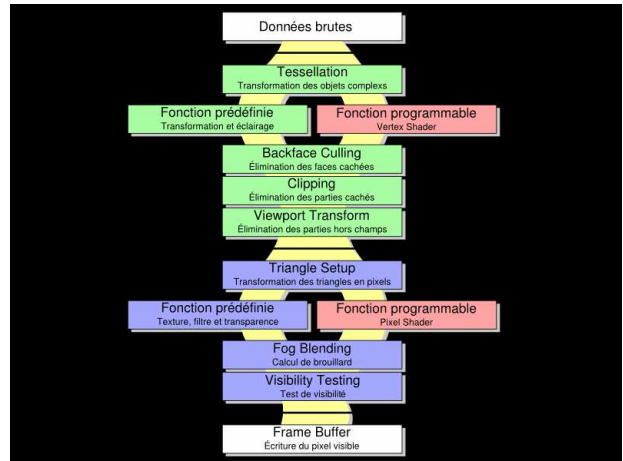 Données brutes
Tessellation
Transformation des objets complexs
Fonction prédéfinie
Transformation et éclairage
Fonction programmable
Vertex Shader
Backface Culling
Élimination des faces cachées
Clipping
Élimination des parties cachés
Viewport Transform
Élimination des parties hors champs
Triangle Setup
Transformation des triangles en pixels
Fonction prédéfinie
Texture, filtre et transparence
Fonction programmable
Pixel Shader
Fog Blending
Calcul de brouillard
Visibility Testing
Test de visibilité
Frame Buffer
Écriture du pixel visible